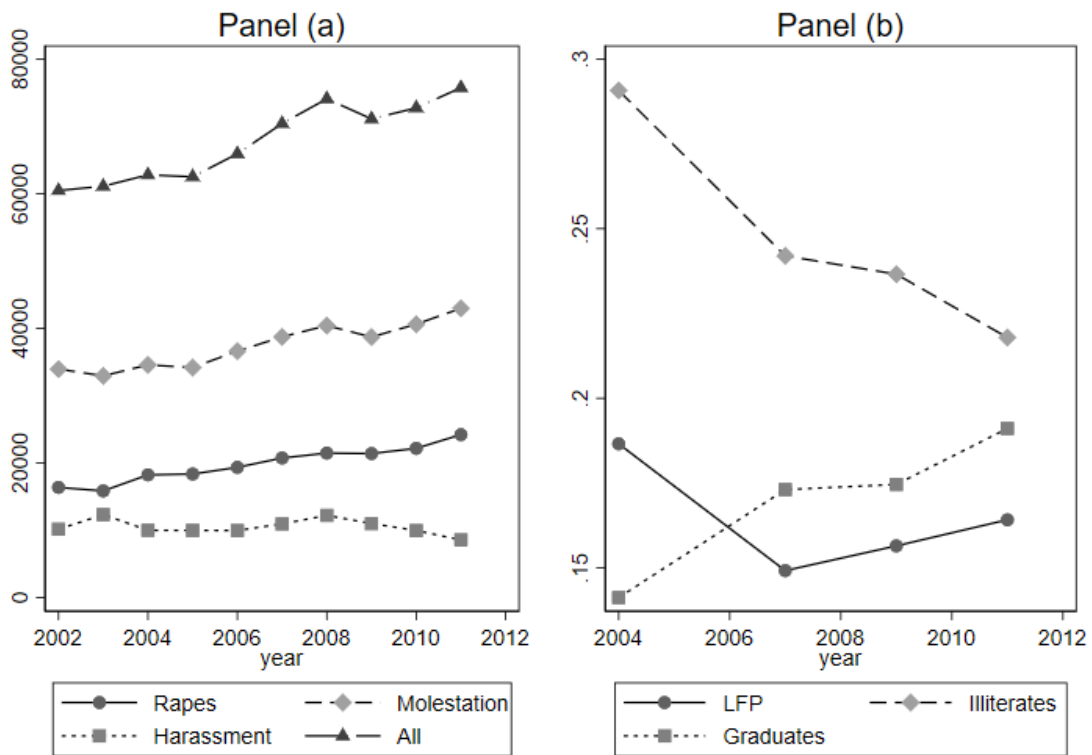 Panel (a)
80000
60000
40000
20000
0
2002 2004 2006 2008 2010 2012
year
Rapes Molestation
Harassment All
Panel (b)
.3
.25
.2
.15
2004 2006 2008 2010 2012
year
LFP Illiterates
Graduates